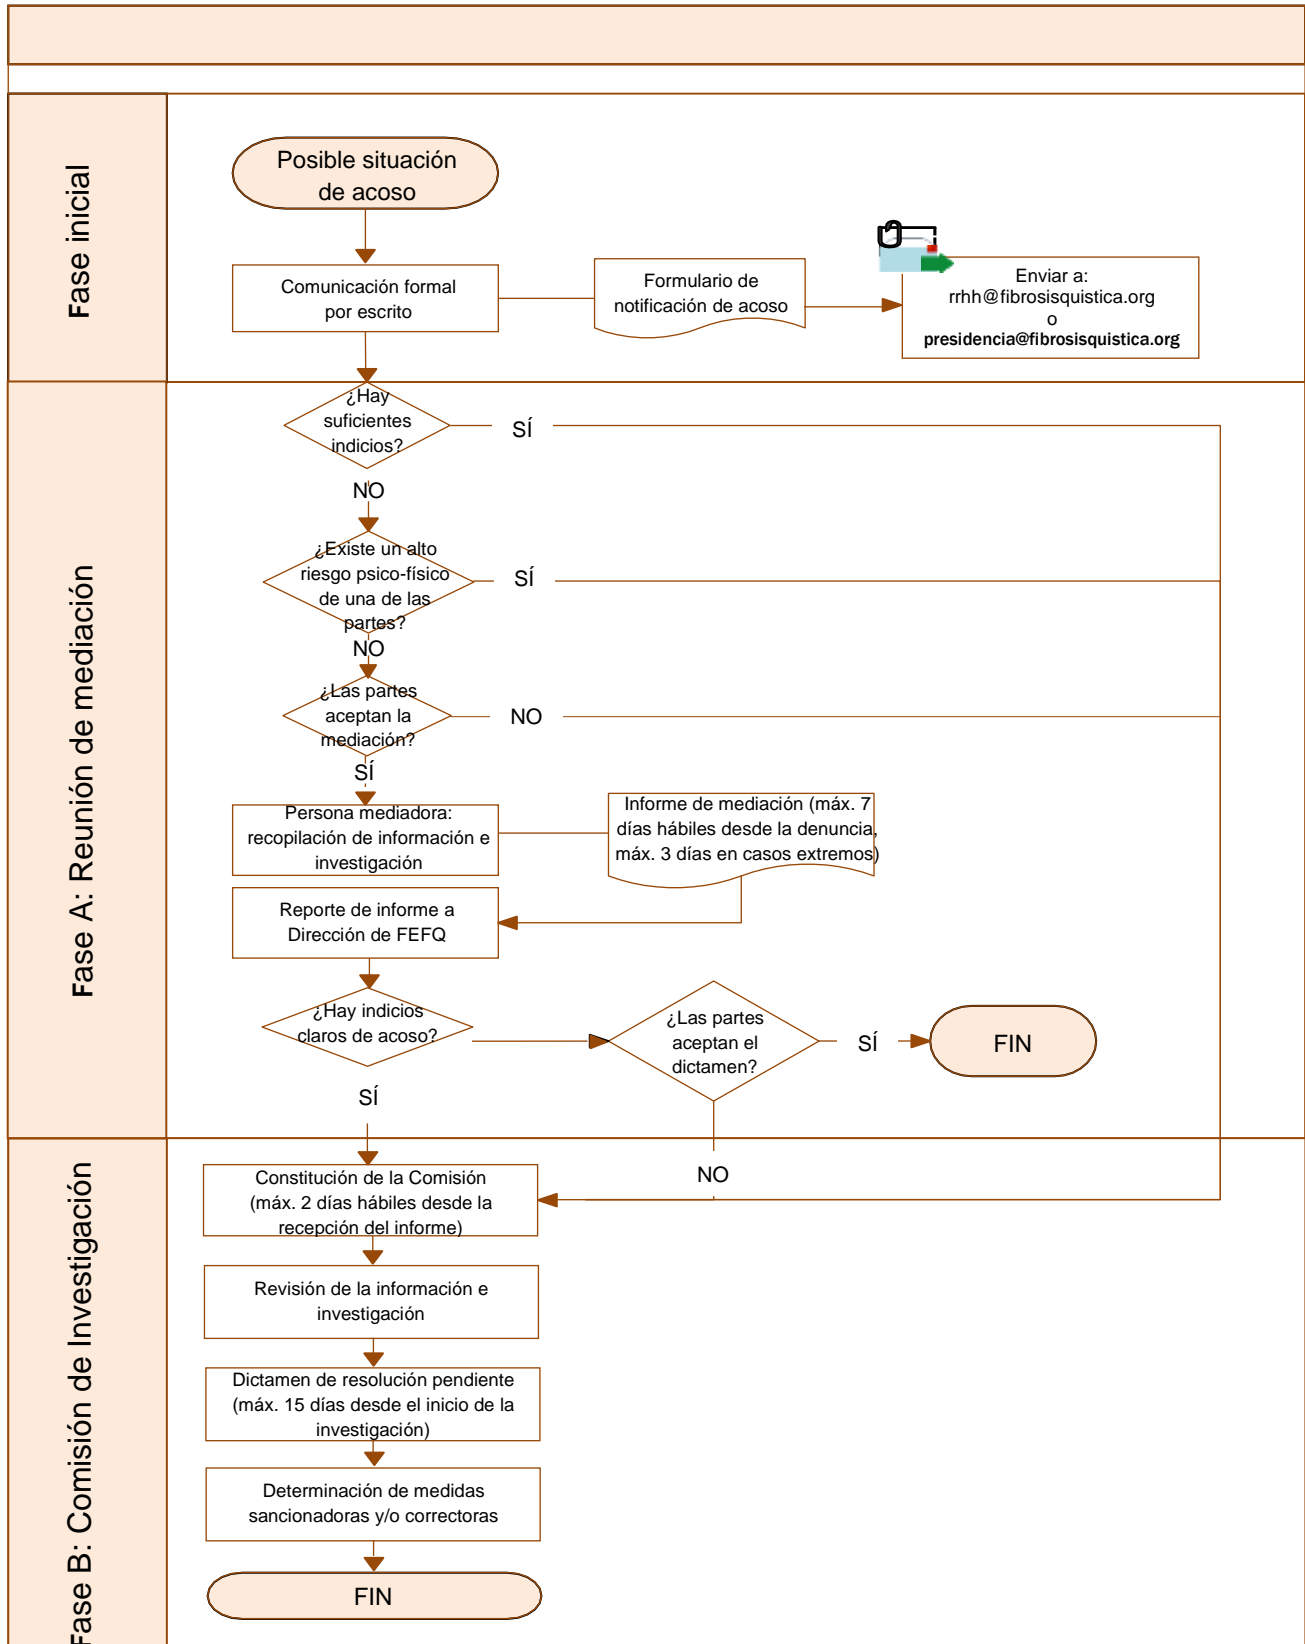 Fase inicial
Posible situación
de acoso
Comunicación formal
por escrito
Formulario de
notificación de acoso
Enviar a:
rrhh@fibrosisquistica.org
o
presidencia@fibrosisquistica.org
Fase A: Reunión de mediación
¿Hay
suficientes
indicios?
SÍ
NO
¿Existe un alto
riesgo psico-físico
de una de las
partes?
SÍ
NO
¿Las partes
aceptan la
mediación?
NO
SÍ
Persona mediadora:
recopilación de información e
investigación
Informe de mediación (máx. 7
días hábiles desde la denuncia,
máx. 3 días en casos extremos)
Reporte de informe a
Dirección de FEFQ
¿Hay indicios
claros de acoso?
¿Las partes
aceptan el
dictamen?
SÍ
FIN
SÍ
NO
Fase B: Comisión de Investigación
Constitución de la Comisión
(máx. 2 días hábiles desde la
recepción del informe)
Revisión de la información e
investigación
Dictamen de resolución pendiente
(máx. 15 días desde el inicio de la
investigación)
Determinación de medidas
sancionadoras y/o correctoras
FIN